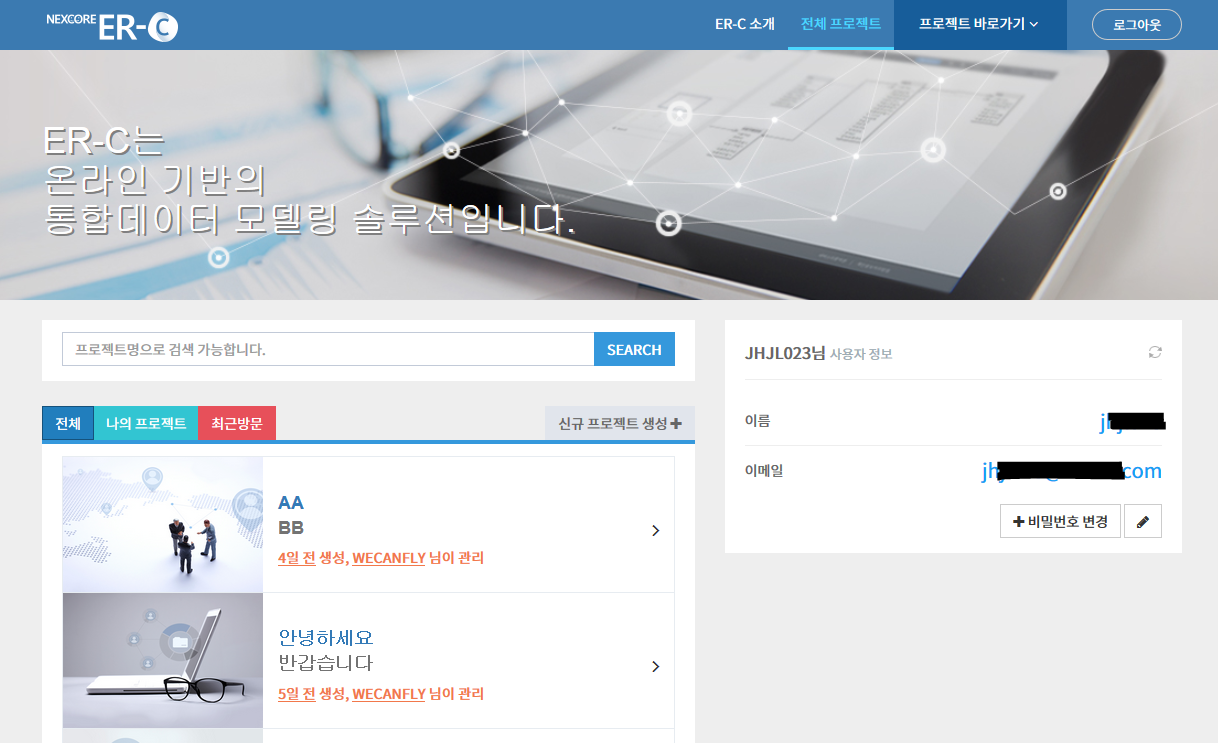 NEXCORE ER-C
ER-C 소개 전체 프로젝트 프로젝트 바로가기 로그아웃
ER-C는
온라인 기반의
통합데이터 모델링 솔루션입니다.
프로젝트명으로 검색 가능합니다. SEARCH
전체 나의 프로젝트 최근방문 신규 프로젝트 생성
AA
BB
4일 전 생성, WECANFLY 님이 관리
안녕하세요
반갑습니다
5일 전 생성, WECANFLY 님이 관리
JHJL023님 사용자 정보
이름
이메일 com
비밀번호 변경